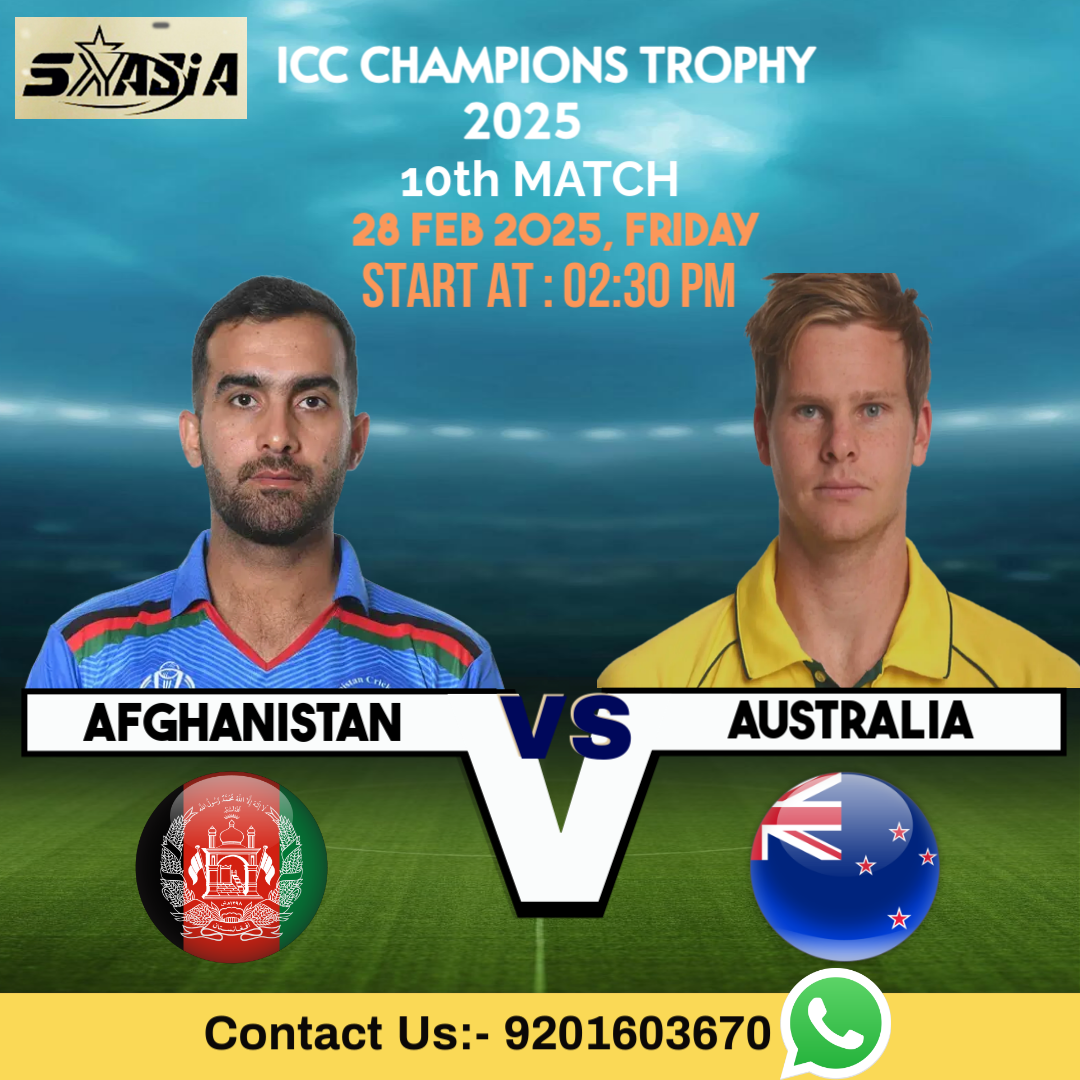 SKYASIA
ICC CHAMPIONS TROPHY
2025
10th MATCH
28 FEB 2025, FRIDAY
START AT : 02:30 PM
AFGHANISTAN
VS
AUSTRALIA
Contact Us:- 9201603670